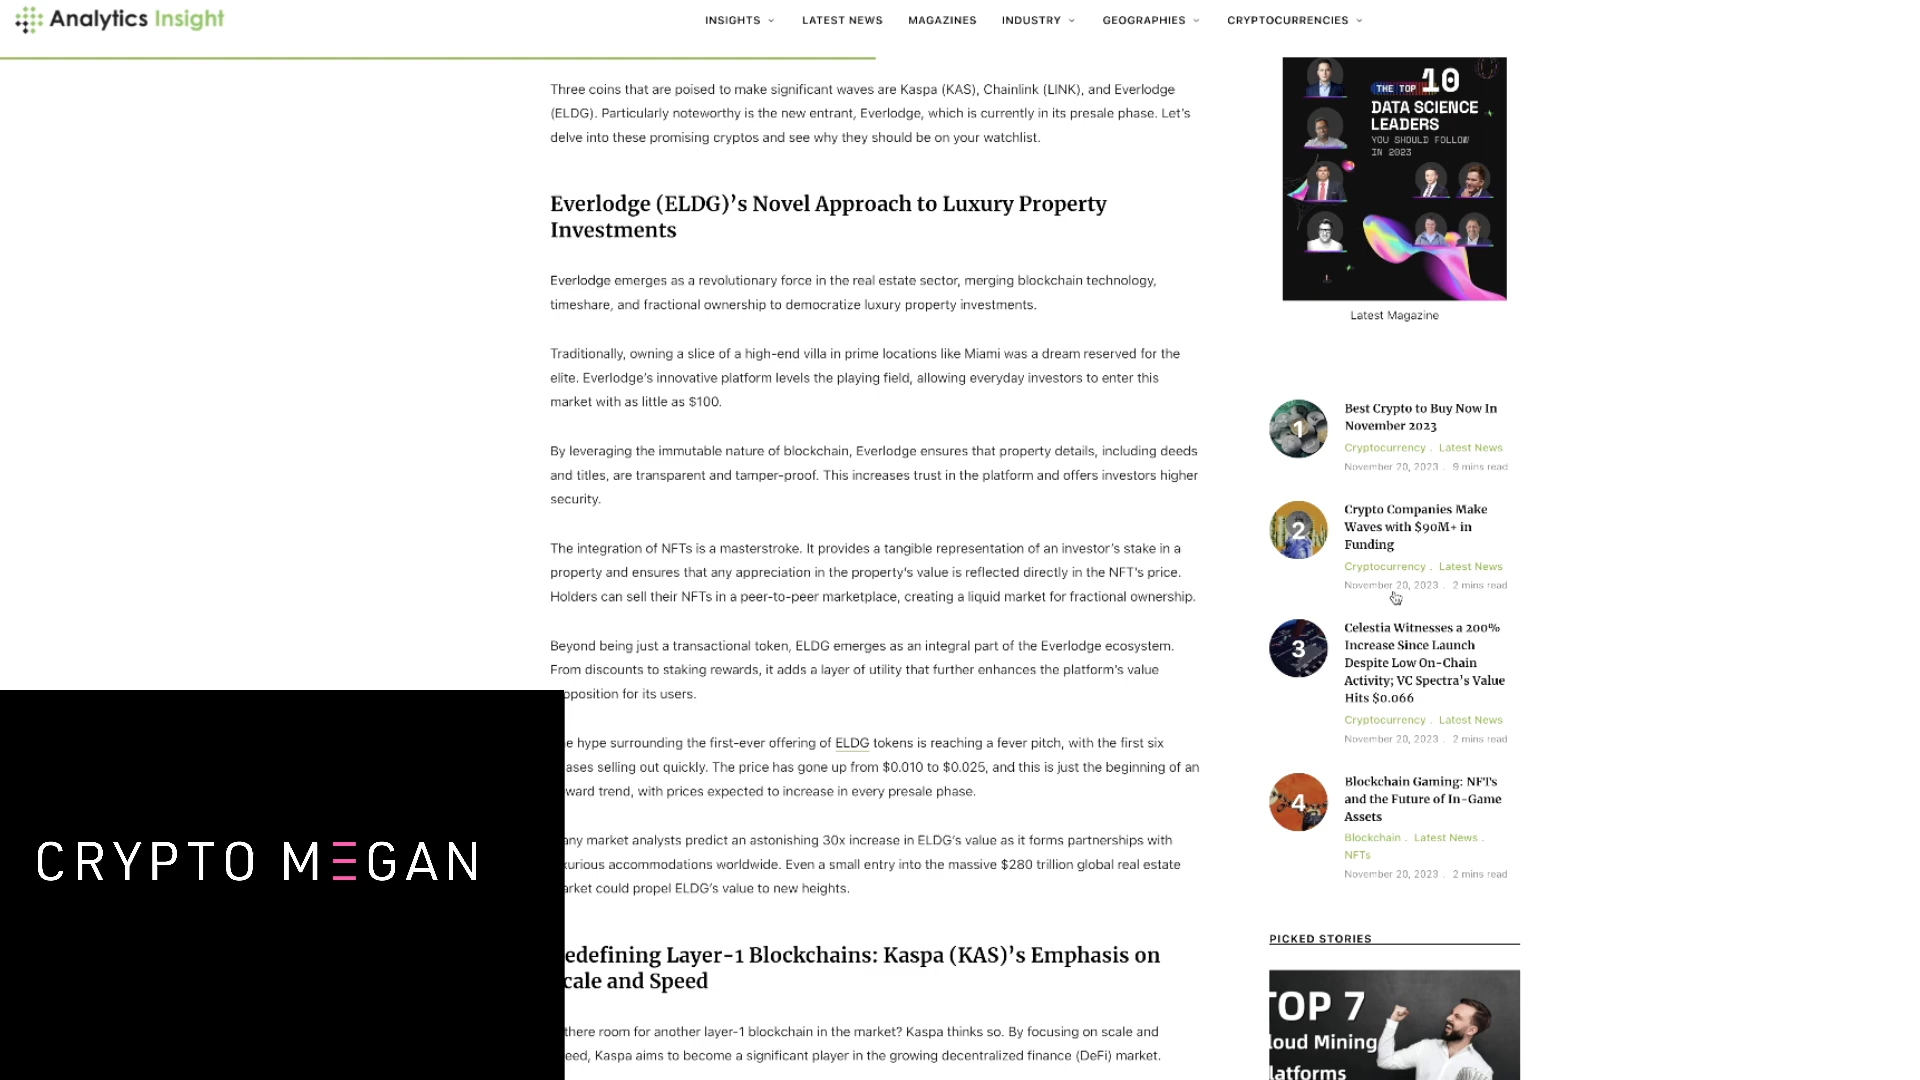 Analytics Insight
INSIGHTS
LATEST NEWS
MAGAZINES
INDUSTRY
GEOGRAPHIES
CRYPTOCURRENCIES
Three coins that are poised to make significant waves are Kaspa (KAS), Chainlink (LINK), and Everlodge
(ELDG). Particularly noteworthy is the new entrant, Everlodge, which is currently in its presale phase. Let's
delve into these promising cryptos and see why they should be on your watchlist.
Everlodge (ELDG)’s Novel Approach to Luxury Property
Investments
Everlodge emerges as a revolutionary force in the real estate sector, merging blockchain technology,
timeshare, and fractional ownership to democratize luxury property investments.
Traditionally, owning a slice of a high-end villa in prime locations like Miami was a dream reserved for the
elite. Everlodge’s innovative platform levels the playing field, allowing everyday investors to enter this
market with as little as $100.
By leveraging the immutable nature of blockchain, Everlodge ensures that property details, including deeds
and titles, are transparent and tamper-proof. This increases trust in the platform and offers investors higher
security.
The integration of NFTs is a masterstroke. It provides a tangible representation of an investor’s stake in a
property and ensures that any appreciation in the property’s value is reflected directly in the NFT’s price.
Holders can sell their NFTs in a peer-to-peer marketplace, creating a liquid market for fractional ownership.
Beyond being just a transactional token, ELDG emerges as an integral part of the Everlodge ecosystem.
From discounts to staking rewards, it adds a layer of utility that further enhances the platform’s value
opposition for its users.
e hype surrounding the first-ever offering of ELDG tokens is reaching a fever pitch, with the first six
ases selling out quickly. The price has gone up from $0.010 to $0.025, and this is just the beginning of an
ward trend, with prices expected to increase in every presale phase.
any market analysts predict an astonishing 30x increase in ELDG’s value as it forms partnerships with
xurious accommodations worldwide. Even a small entry into the massive $280 trillion global real estate
arket could propel ELDG’s value to new heights.
edefining Layer-1 Blockchains: Kaspa (KAS)’s Emphasis on
cale and Speed
there room for another layer-1 blockchain in the market? Kaspa thinks so. By focusing on scale and
eed, Kaspa aims to become a significant player in the growing decentralized finance (DeFi) market.
CRYPTO MEGAN
THE TOP 10
DATA SCIENCE
LEADERS
YOU SHOULD FOLLOW
IN 2023
Latest Magazine
1
Best Crypto to Buy Now In
November 2023
Cryptocurrency . Latest News
November 20, 2023 . 9 mins read
2
Crypto Companies Make
Waves with $90M+ in
Funding
Cryptocurrency . Latest News
November 20, 2023 . 2 mins read
3
Celestia Witnesses a 200%
Increase Since Launch
Despite Low On-Chain
Activity; VC Spectra’s Value
Hits $0.066
Cryptocurrency . Latest News
November 20, 2023 . 2 mins read
4
Blockchain Gaming: NFTs
and the Future of In-Game
Assets
Blockchain . Latest News .
NFTs
November 20, 2023 . 2 mins read
PICKED STORIES
TOP 7
loud Mining
latforms